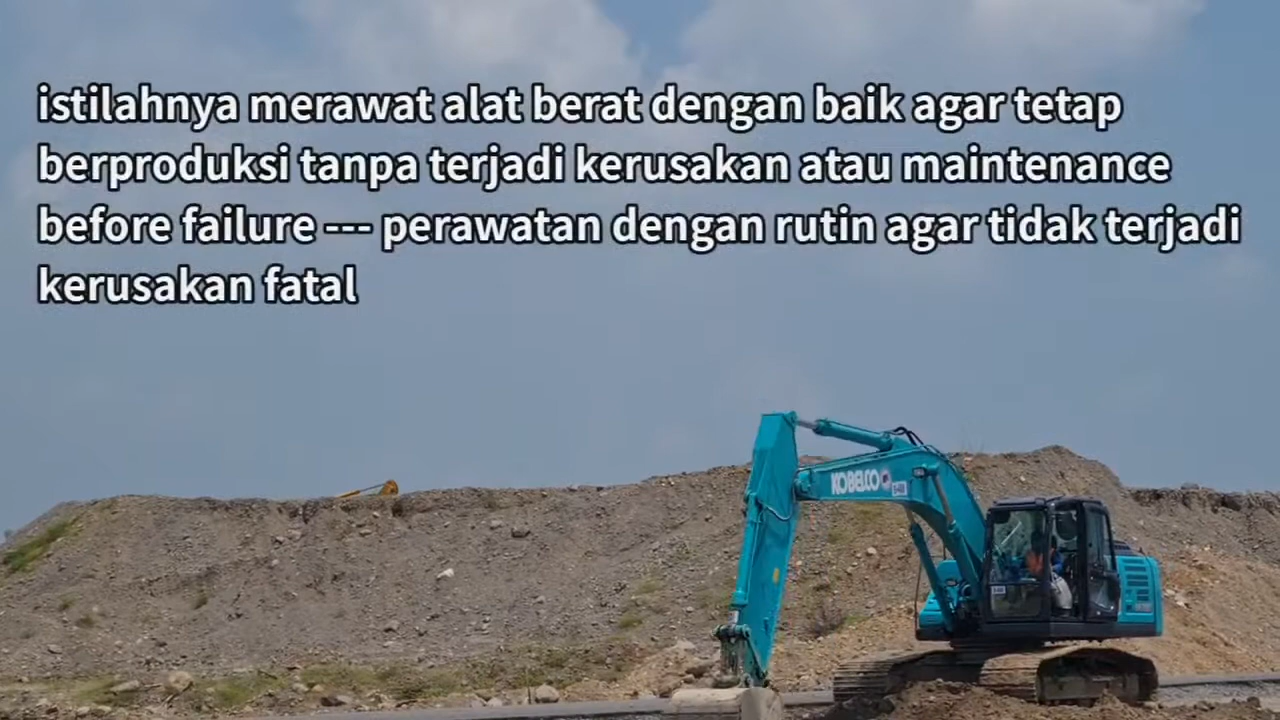 istilahnya merawat alat berat dengan baik agar tetap
berproduksi tanpa terjadi kerusakan atau maintenance
before failure --- perawatan dengan rutin agar tidak terjadi
kerusakan fatal
KOBELCO